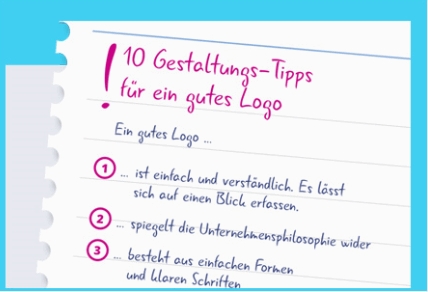 ! 10 Gestaltungs-Tipps
für ein gutes Logo
Ein gutes Logo ...
1 ... ist einfach und verständlich. Es lässt
sich auf einen Blick erfassen.
2 ... spiegelt die Unternehmensphilosophie wider
3 ... besteht aus einfachen Formen
und klaren Schriften